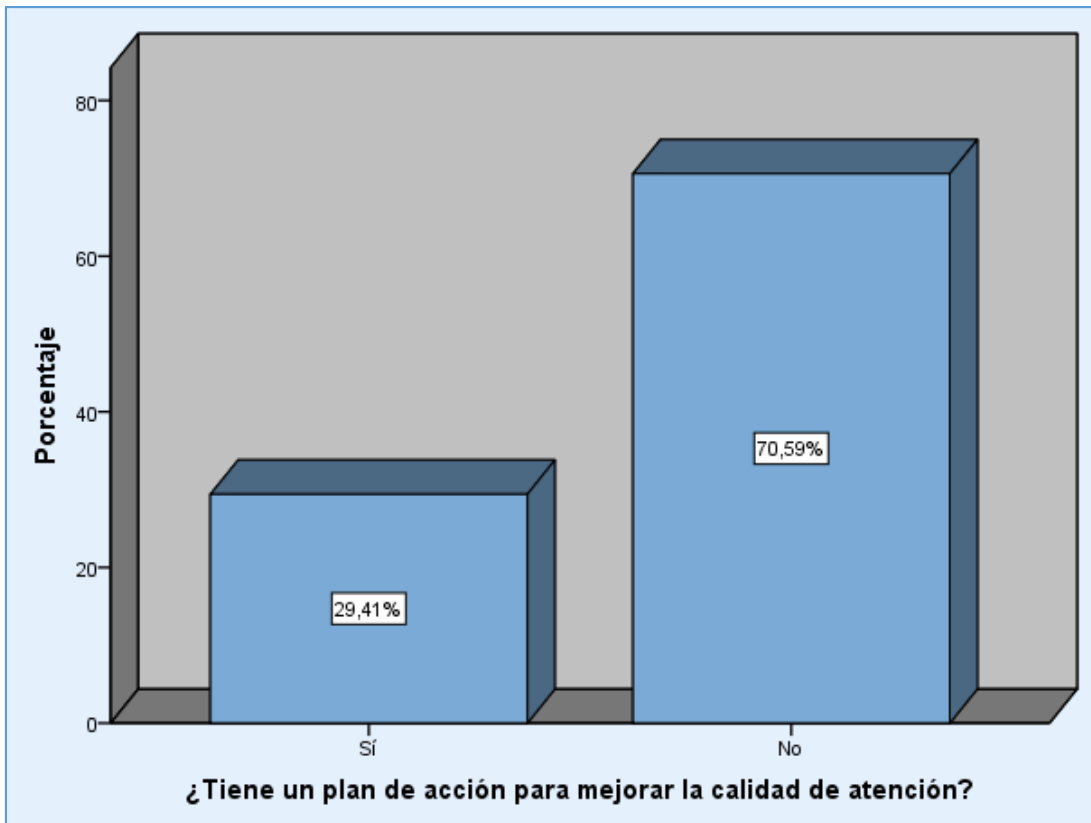 80
60
40
20
0
Porcentaje
29,41%
70,59%
Sí
No
¿Tiene un plan de acción para mejorar la calidad de atención?